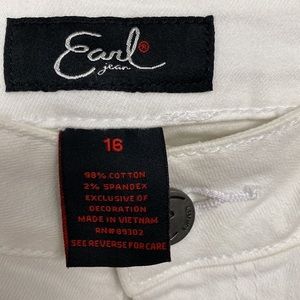 Earl®
jean
16
98% COTTON
2% SPANDEX
EXCLUSIVE OF
DECORATION
MADE IN VIETNAM
RN#89302
SEE REVERSE FOR CARE